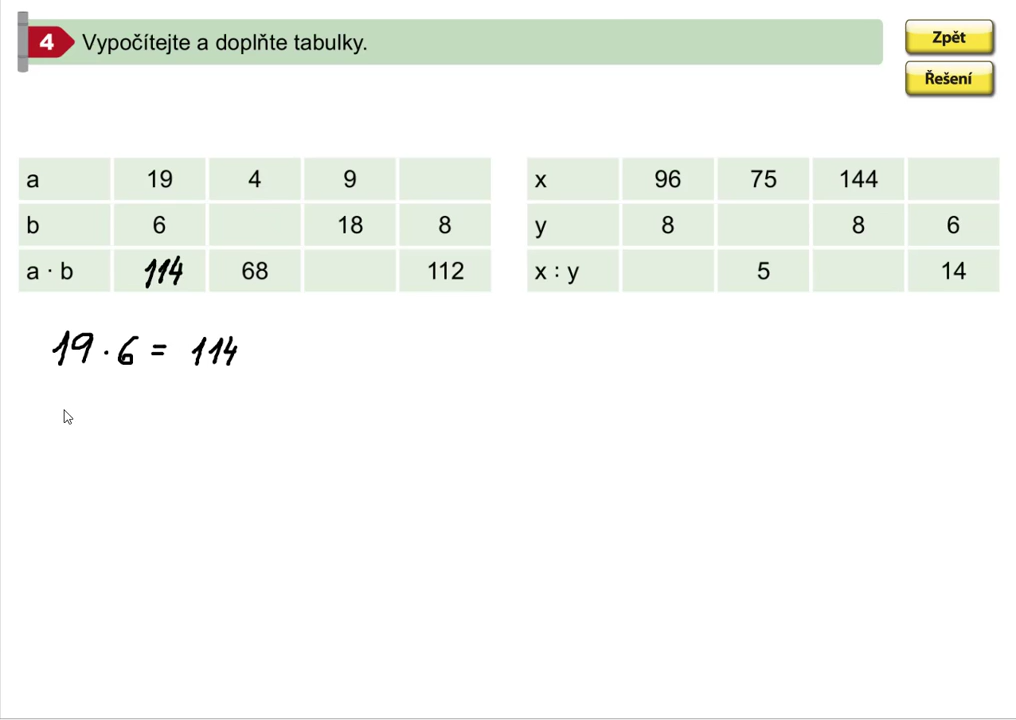 4 Vypočítejte a doplňte tabulky.
Zpět
Řešení
a 19 4 9
b 6 18 8
a · b 114 68 112
x 96 75 144
y 8 8 6
x : y 5 14
19 · 6 = 114